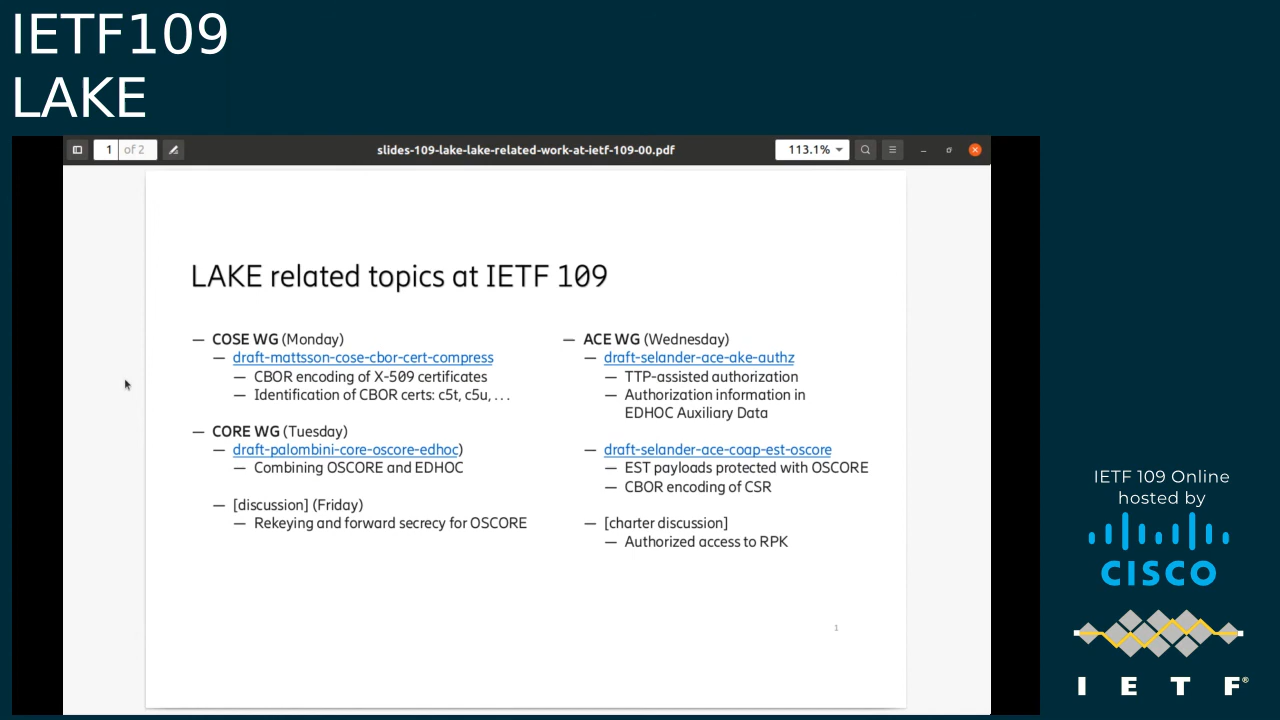 IETF109
LAKE
1 of 2
slides-109-lake-lake-related-work-at-ietf-109-00.pdf
113.1%
LAKE related topics at IETF 109
— COSE WG (Monday)
— draft-mattsson-cose-cbor-cert-compress
— CBOR encoding of X-509 certificates
— Identification of CBOR certs: c5t, c5u, . . .
— CORE WG (Tuesday)
— draft-palombini-core-oscore-edhoc)
— Combining OSCORE and EDHOC
— [discussion] (Friday)
— Rekeying and forward secrecy for OSCORE
— ACE WG (Wednesday)
— draft-selander-ace-ake-authz
— TTP-assisted authorization
— Authorization information in
EDHOC Auxiliary Data
— draft-selander-ace-coap-est-oscore
— EST payloads protected with OSCORE
— CBOR encoding of CSR
— [charter discussion]
— Authorized access to RPK
1
IETF 109 Online
hosted by
CISCO
I E T F®